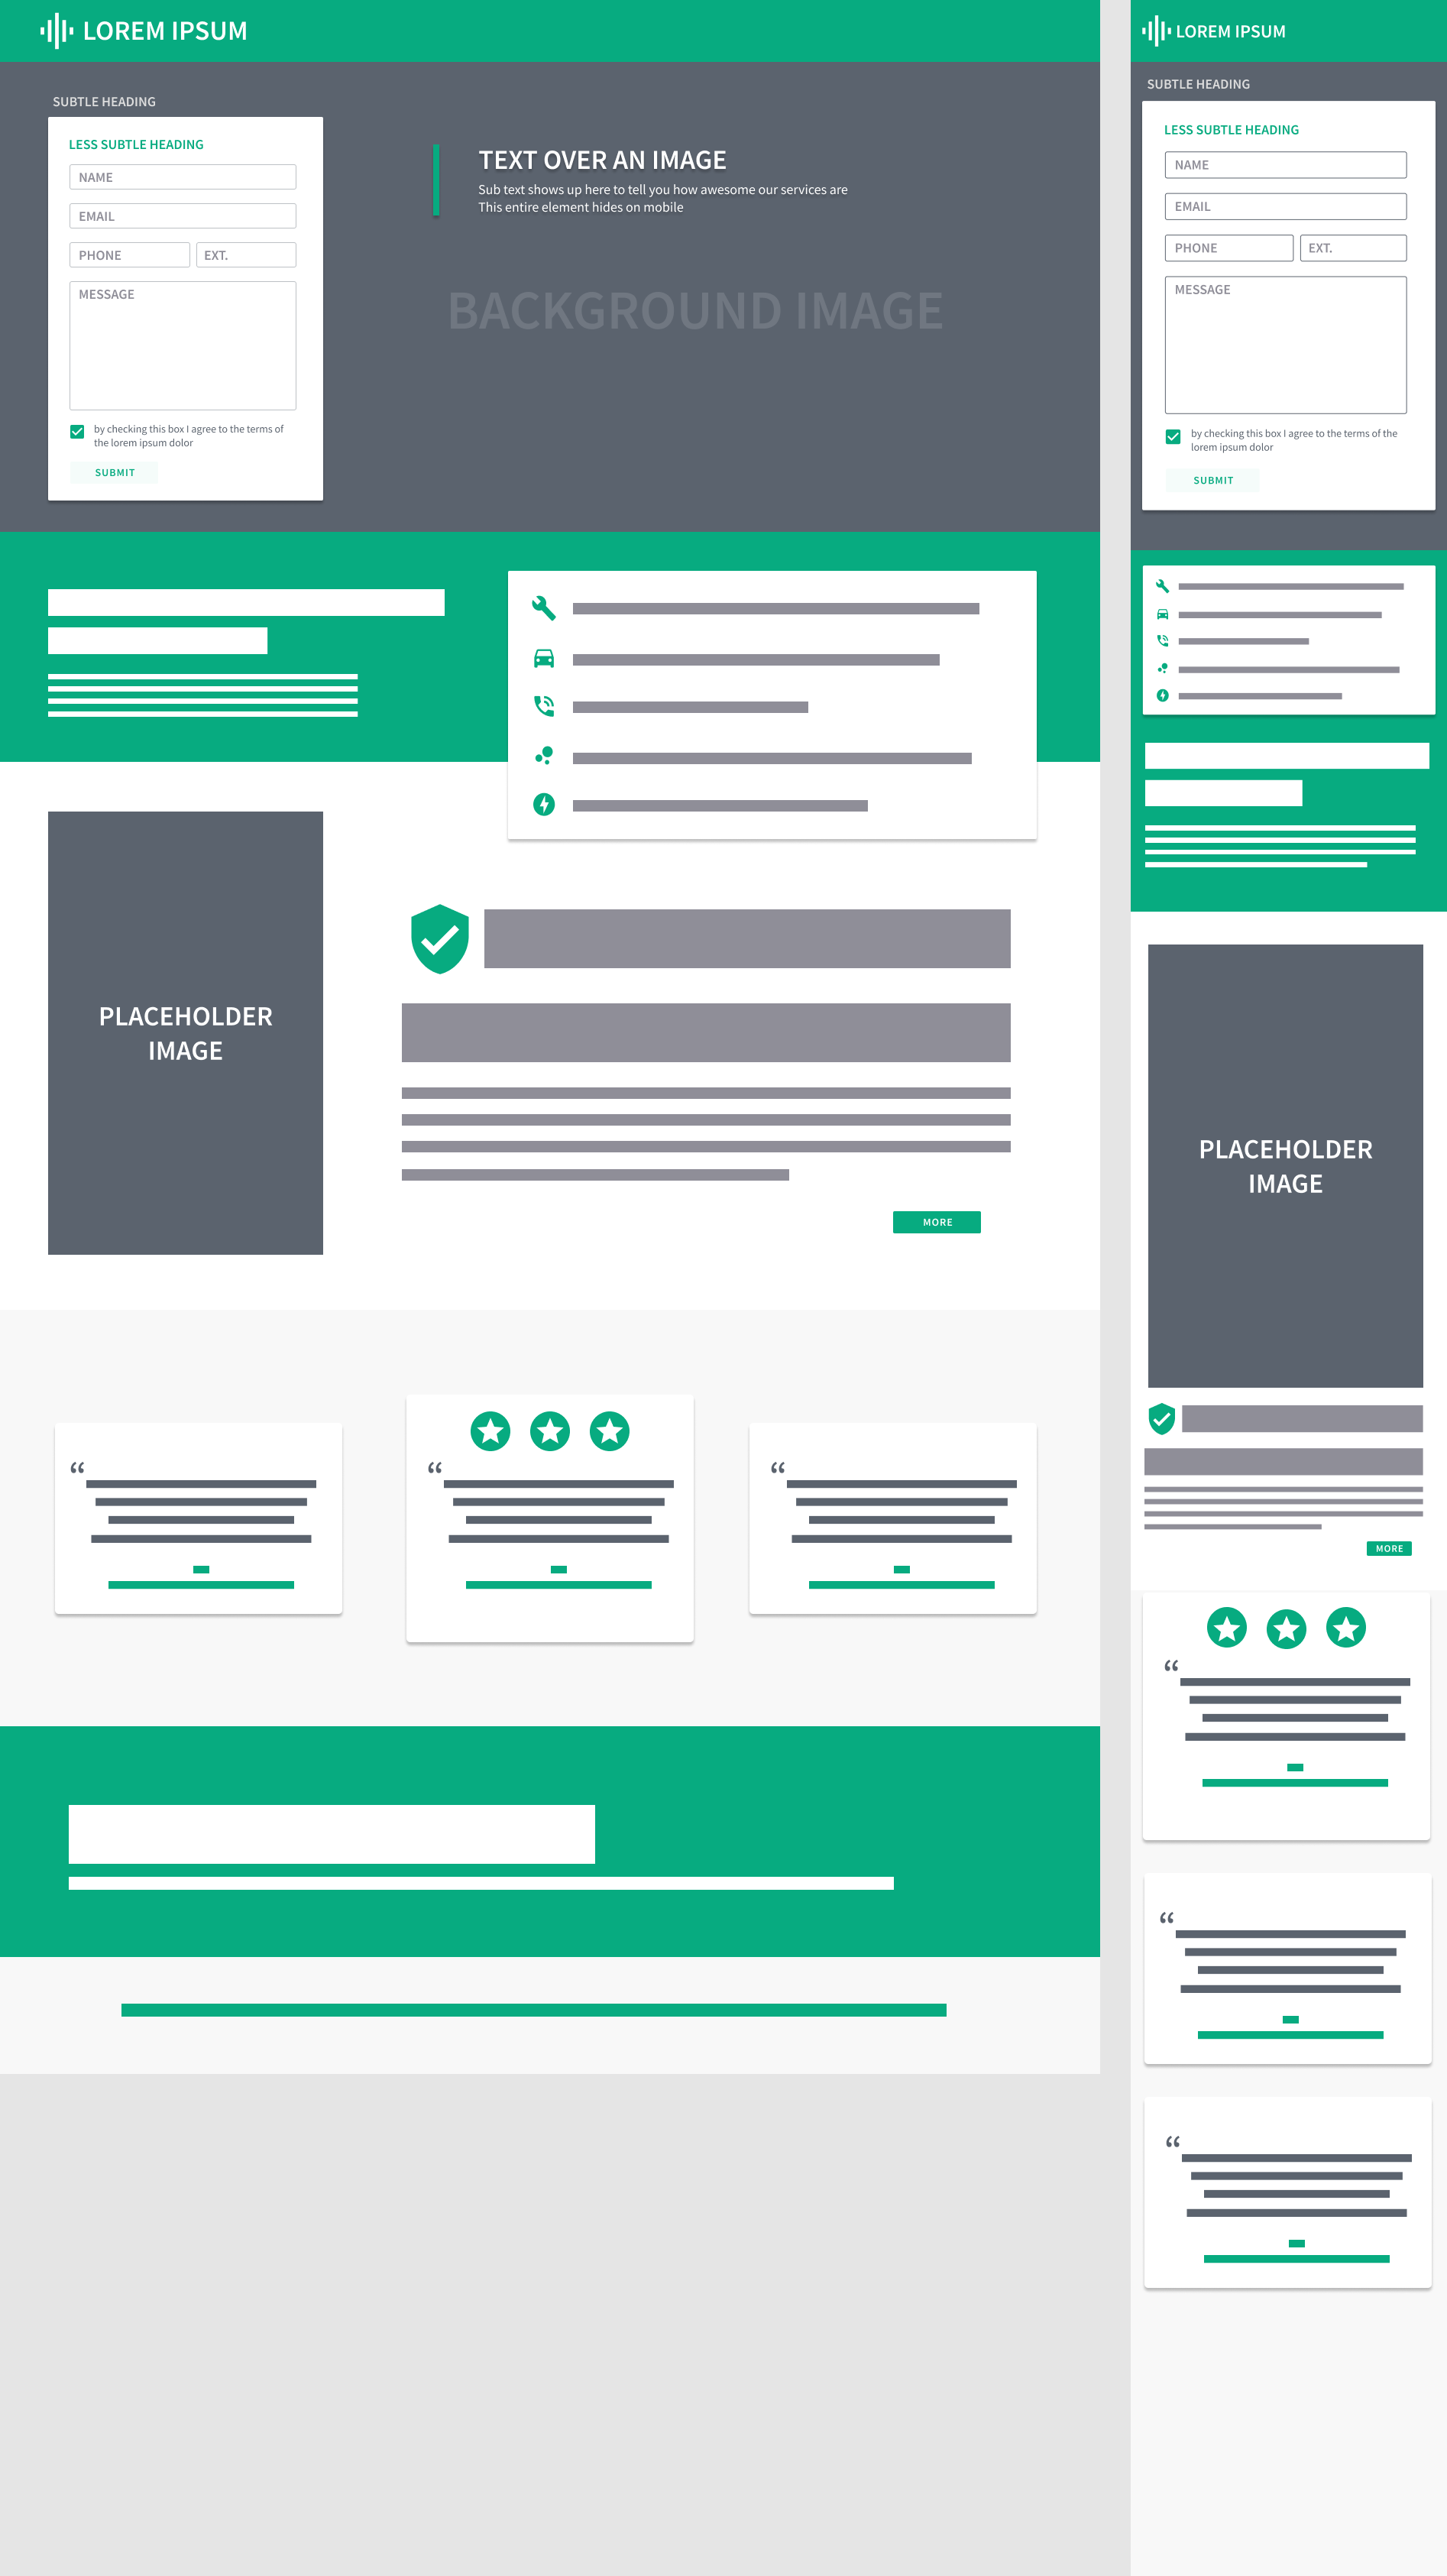 LOREM IPSUM
SUBTLE HEADING
LESS SUBTLE HEADING
NAME
EMAIL
PHONE
EXT.
MESSAGE
by checking this box I agree to the terms of
the lorem ipsum dolor
SUBMIT
TEXT OVER AN IMAGE
Sub text shows up here to tell you how awesome our services are
This entire element hides on mobile
BACKGROUND IMAGE
PLACEHOLDER
IMAGE
MORE
“
“
“
LOREM IPSUM
SUBTLE HEADING
LESS SUBTLE HEADING
NAME
EMAIL
PHONE
EXT.
MESSAGE
by checking this box I agree to the terms of the
lorem ipsum dolor
SUBMIT
PLACEHOLDER
IMAGE
MORE
“
“
“